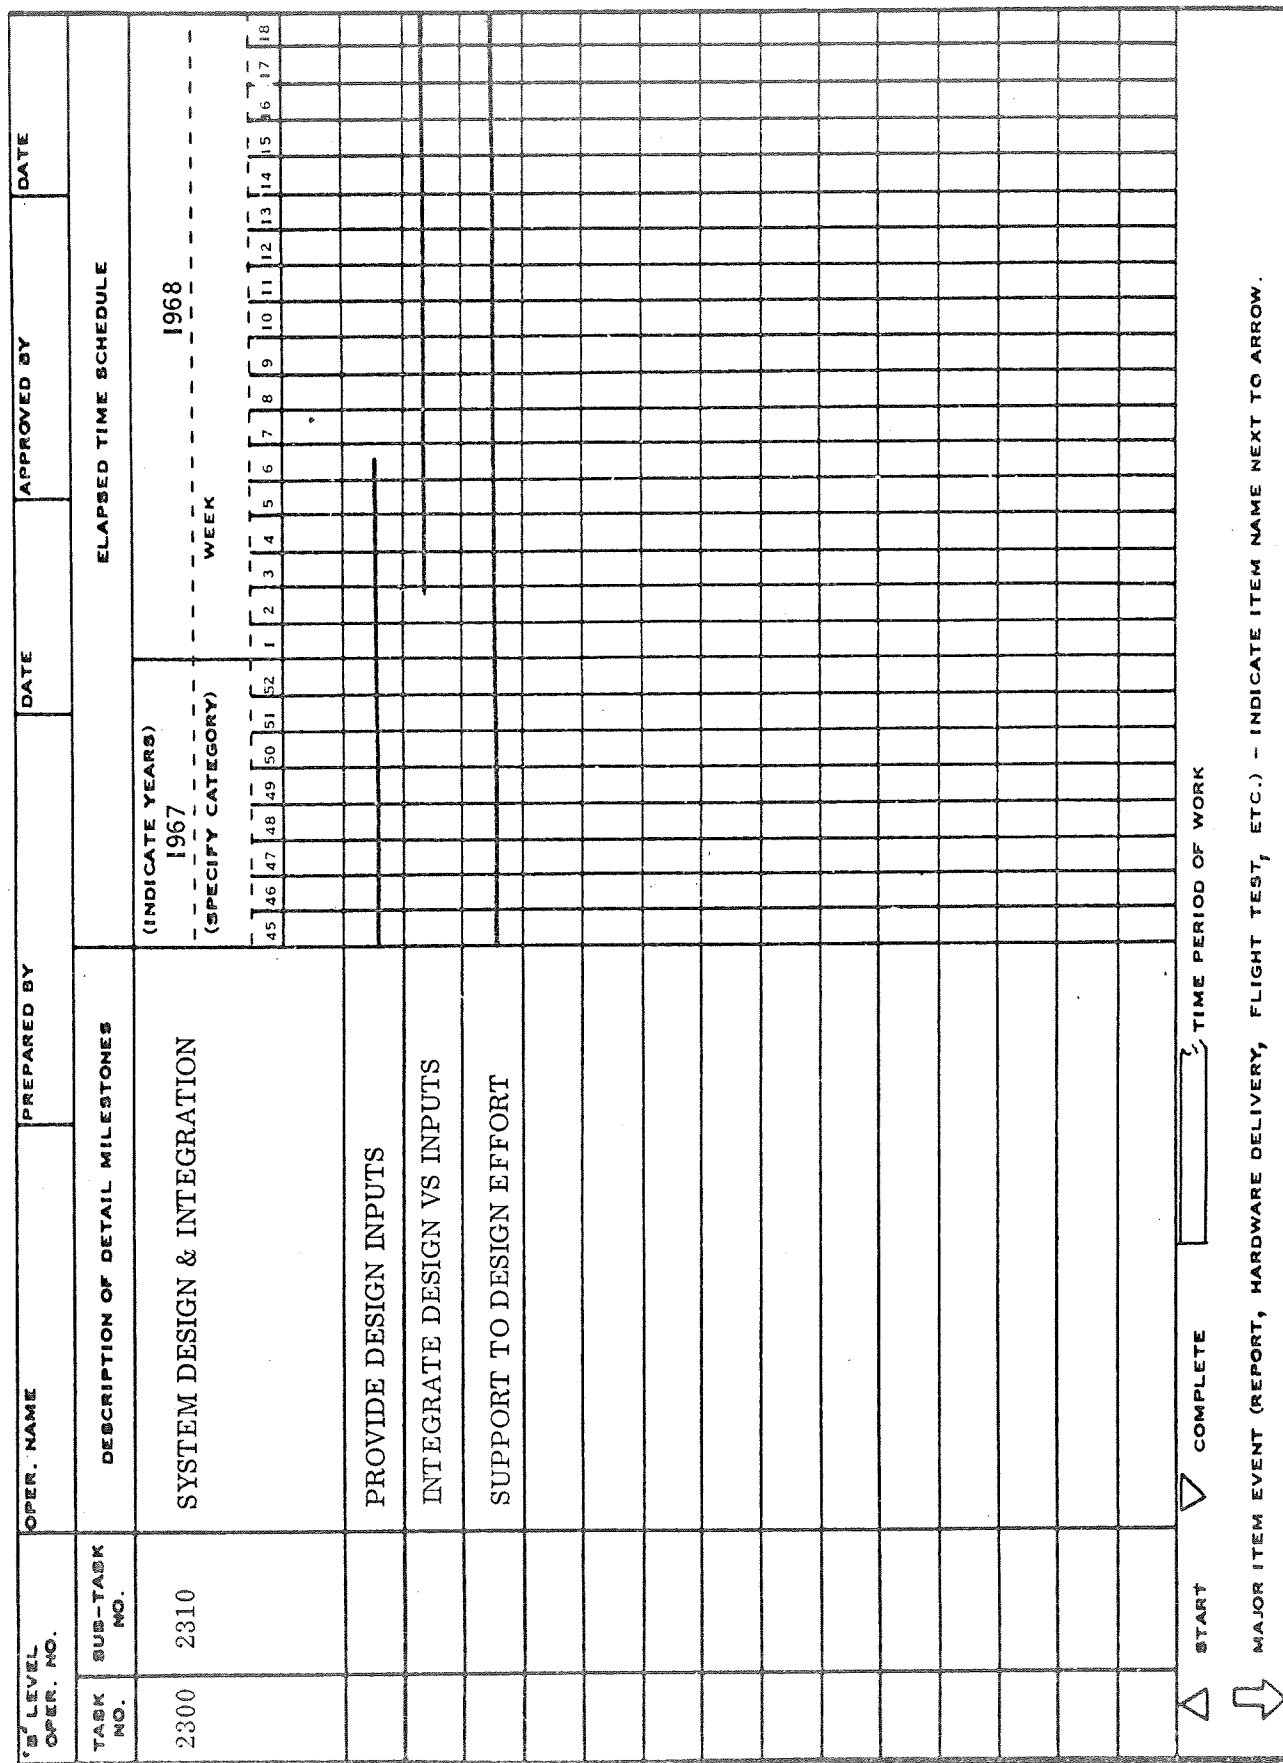 'B' LEVEL
OPER. NO.
OPER. NAME
PREPARED BY
DATE
APPROVED BY
DATE
TASK
NO.
SUB-TASK
NO.
DESCRIPTION OF DETAIL MILESTONES
ELAPSED TIME SCHEDULE
2300 2310 SYSTEM DESIGN & INTEGRATION
(INDICATE YEARS)
1967 1968
(SPECIFY CATEGORY) WEEK
45 46 47 48 49 50 51 52 1 2 3 4 5 6 7 8 9 10 11 12 13 14 15 16 17 18
PROVIDE DESIGN INPUTS
INTEGRATE DESIGN VS INPUTS
SUPPORT TO DESIGN EFFORT
START COMPLETE TIME PERIOD OF WORK
MAJOR ITEM EVENT (REPORT, HARDWARE DELIVERY, FLIGHT TEST, ETC.) - INDICATE ITEM NAME NEXT TO ARROW.